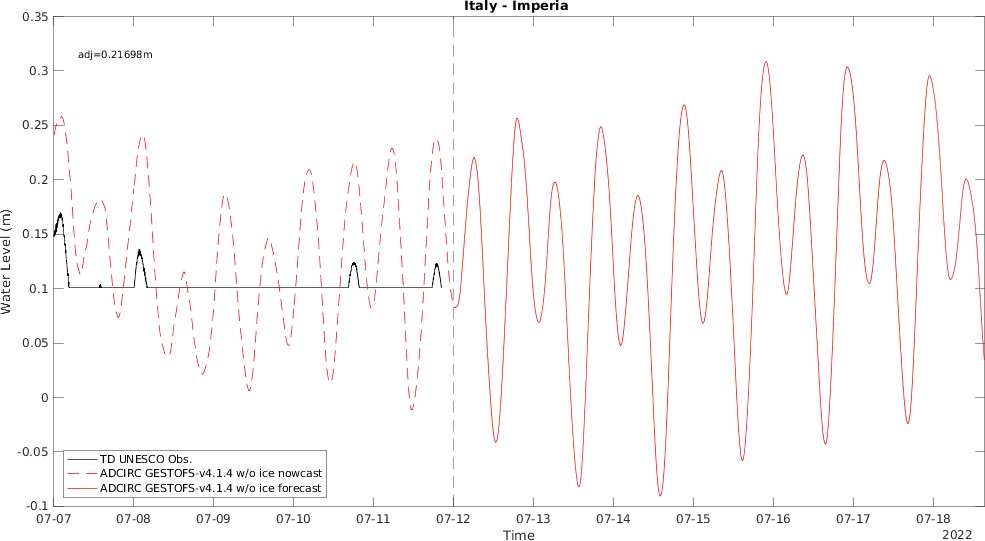 Italy - Imperia
adj=0.21698m
0.35
0.3
0.25
0.2
0.15
0.1
0.05
0
-0.05
-0.1
Water Level (m)
TD UNESCO Obs.
ADCIRC GESTOFS-v4.1.4 w/o ice nowcast
ADCIRC GESTOFS-v4.1.4 w/o ice forecast
07-07 07-08 07-09 07-10 07-11 07-12 07-13 07-14 07-15 07-16 07-17 07-18
Time
2022